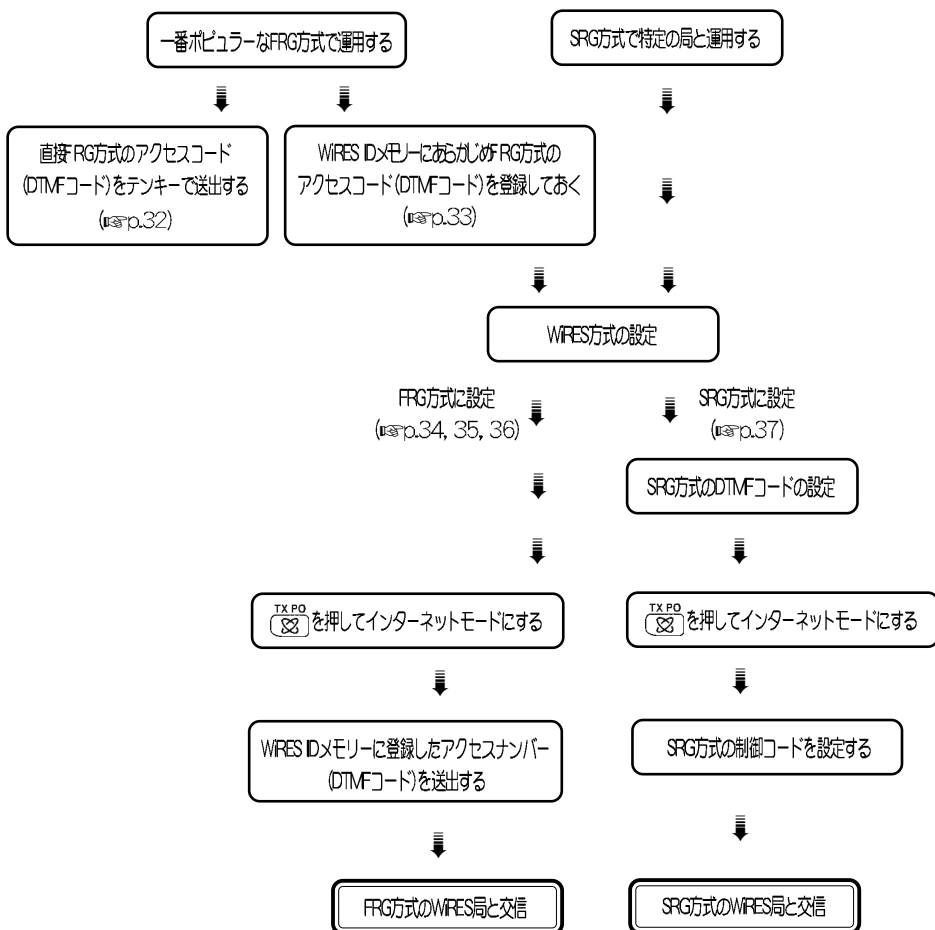 一番ポピュラーなFRG方式で運用する
SRG方式で特定の局と運用する
直接FRG方式のアクセスコード
(DTMFコード)をテンキーで送出する
(☞p.32)
WiRES IDメモリーにあらかじめFRG方式の
アクセスコード(DTMFコード)を登録しておく
(☞p.33)
WiRES方式の設定
FRG方式に設定
(☞p.34, 35, 36)
SRG方式に設定
(☞p.37)
SRG方式のDTMFコードの設定
TX PO
を押してインターネットモードにする
TX PO
を押してインターネットモードにする
WiRES IDメモリーに登録したアクセスナンバー
(DTMFコード)を送出する
SRG方式の制御コードを設定する
FRG方式のWiRES局と交信
SRG方式のWiRES局と交信